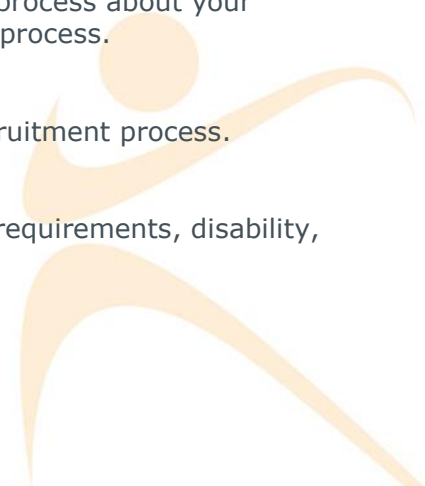 process about your
process.
ruitment process.
requirements, disability,